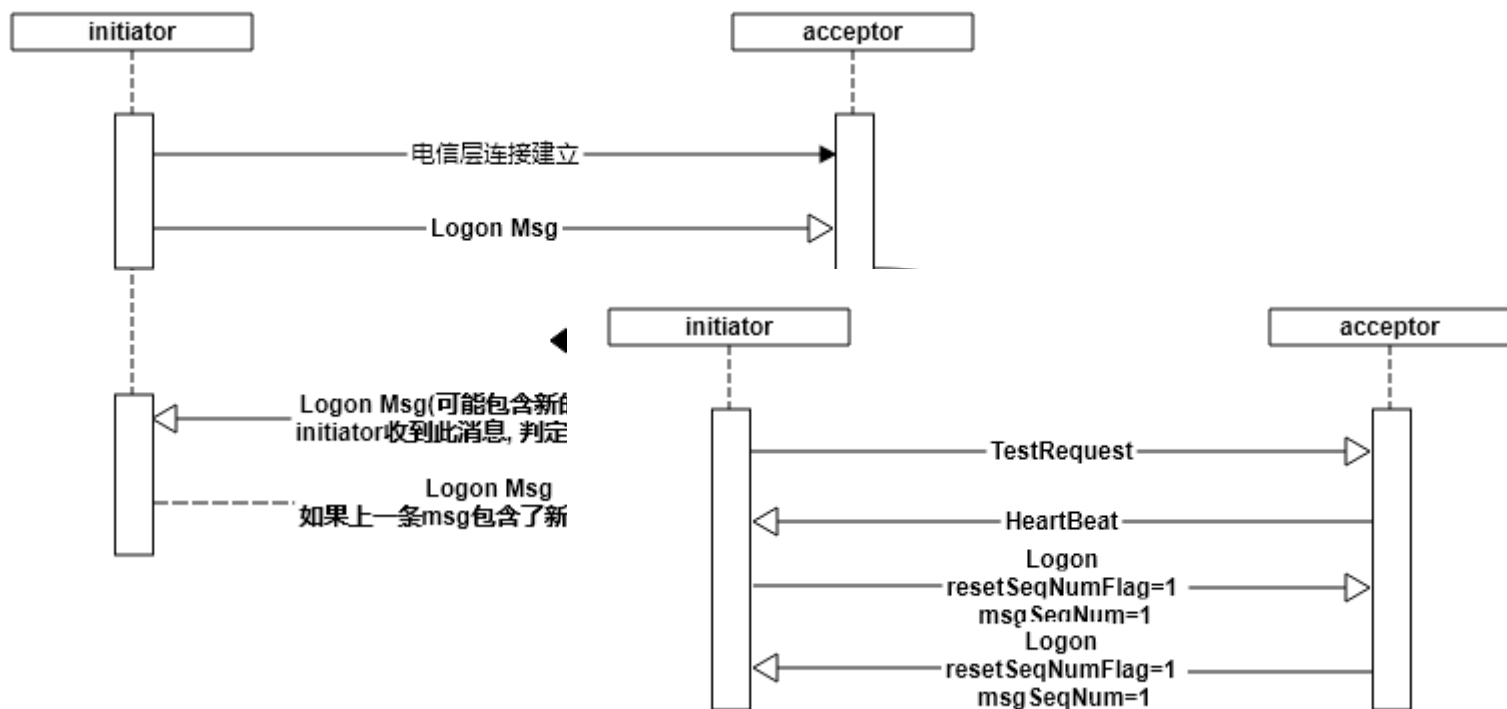 initiator
acceptor
电信层连接建立
Logon Msg
Logon Msg(可能包含新的
initiator收到此消息, 判定
Logon Msg
如果上一条msg包含了新
initiator
acceptor
TestRequest
HeartBeat
Logon
resetSeqNumFlag=1
msgSeqNum=1
Logon
resetSeqNumFlag=1
msgSeqNum=1